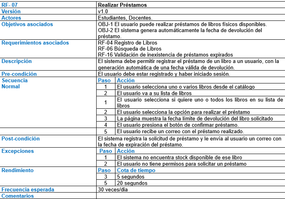 RF- 07 Realizar Préstamos
Versión v1.0
Actores Estudiantes, Docentes
Objetivos asociados OBJ-1 El usuario puede realizar préstamos de libros físicos disponibles.
OBJ-2 El sistema genera automáticamente la fecha de devolución del
préstamo.
Requerimientos asociados RF-04 Registro de Libros
RF-06 Búsqueda de Libros
RF-16 Validación de inexistencia de préstamos expirados
Descripción El sistema debe permitir registrar el préstamo de un libro a un usuario, con la
generación automática de una fecha válida de devolución.
Pre condición El usuario debe estar registrado y haber iniciado sesión.
Secuencia Paso Acción
Normal 1 El usuario selecciona uno o varios libros desde el catálogo
2 El usuario va a su lista de libros
1 El usuario selecciona si quiere uno o todos los libros en su lista de
libros
2 El usuario selecciona la opción para realizar el préstamo
3 La página muestra la fecha límite de devolución del libro solicitado
4 El usuario presiona el botón de confirmar préstamo.
5 El usuario recibe un correo con el préstamo realizado.
Post-condición El sistema registra la solicitud de préstamo y le envía al usuario un correo con
la fecha de expiración del préstamo.
Excepciones Paso Acción
1 El sistema no encuentra stock disponible de ese libro
2 El usuario no tiene permisos para solicitar un préstamo
Rendimiento Paso Cota de tiempo
3 5 segundos
5 20 segundos
Frecuencia esperada 30 veces/día
Comentarios